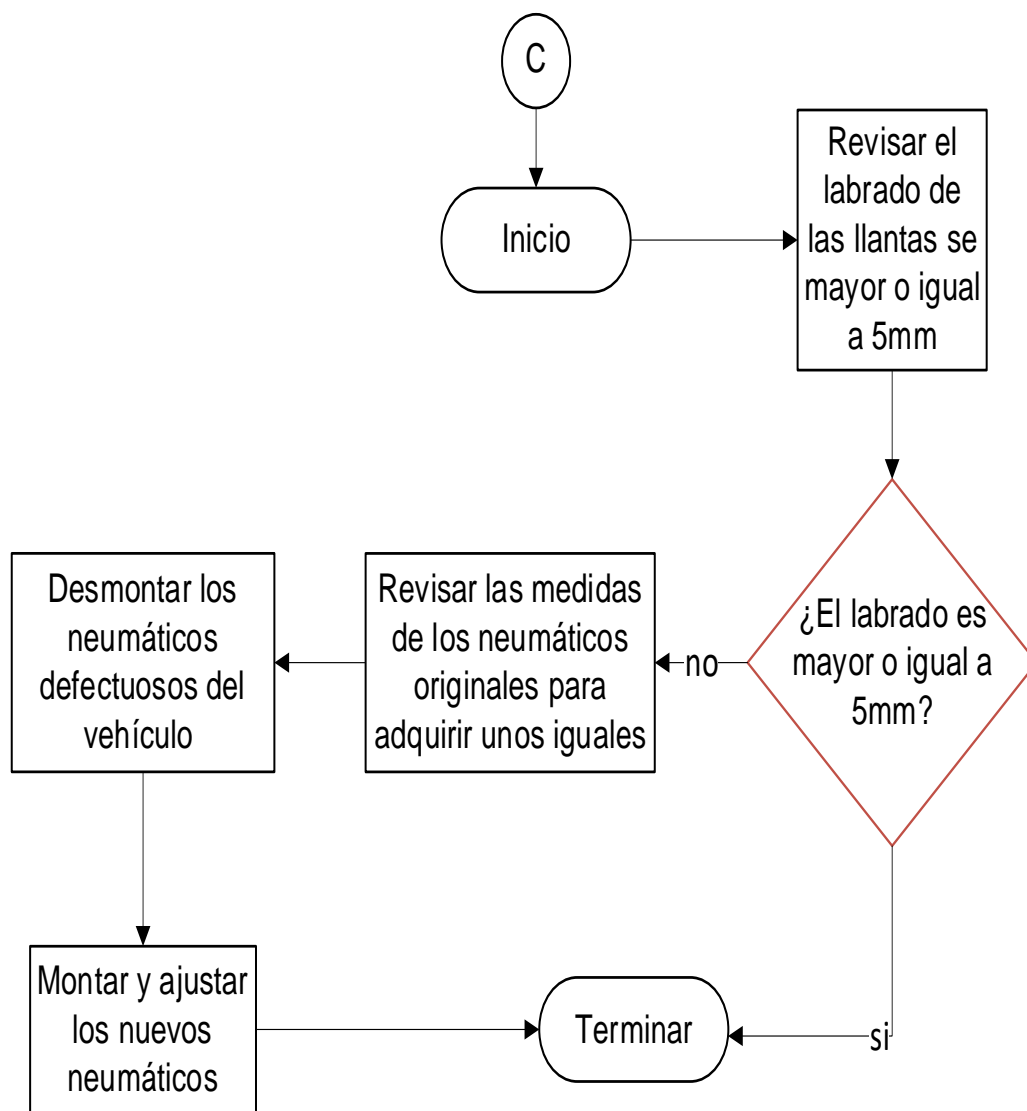 C
Inicio
Revisar el
labrado de
las llantas se
mayor o igual
a 5mm
¿El labrado es
mayor o igual a
5mm?
no
Revisar las medidas
de los neumáticos
originales para
adquirir unos iguales
Desmontar los
neumáticos
defectuosos del
vehículo
Montar y ajustar
los nuevos
neumáticos
Terminar
si